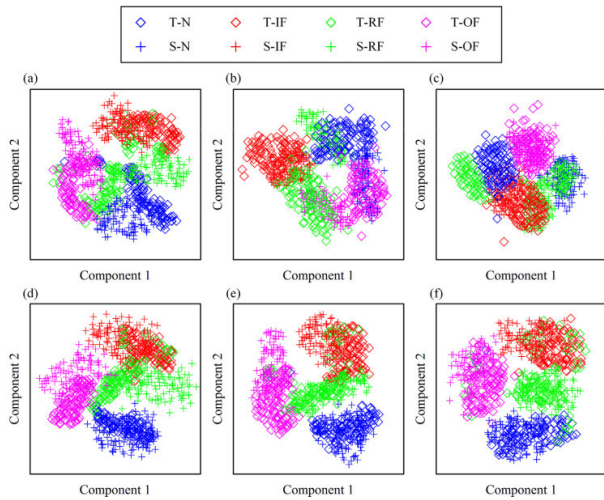 T-N T-IF T-RF T-OF
S-N S-IF S-RF S-OF
(a) (b) (c)
Component 2 Component 2 Component 2
Component 1 Component 1 Component 1
(d) (e) (f)
Component 2 Component 2 Component 2
Component 1 Component 1 Component 1